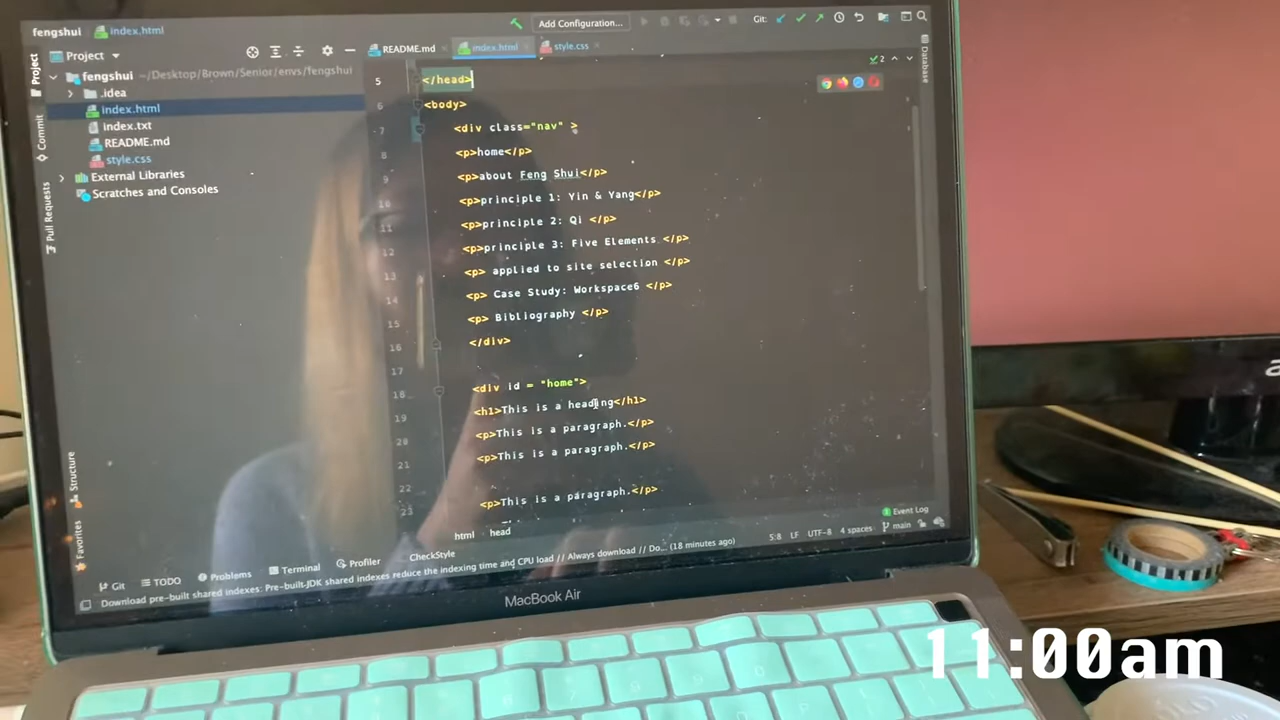 fengshui index.html
Add Configuration...
Git:
Project
README.md
index.html
style.css
fengshui ~/Desktop/Brown/Senior/envs/fengshui
.idea
index.html
index.txt
README.md
style.css
External Libraries
Scratches and Consoles
Project
Commit
Pull Requests
Structure
Favorites
Database
2
5 </head>
6 <body>
7 <div class="nav" >
8 <p>home</p>
9 <p>about Feng Shui</p>
10 <p>principle 1: Yin & Yang</p>
11 <p>principle 2: Qi </p>
12 <p>principle 3: Five Elements </p>
13 <p> applied to site selection </p>
14 <p> Case Study: Workspace6 </p>
15 <p> Bibliography </p>
16 </div>
17
18 <div id = "home">
19 <h1>This is a heading</h1>
20 <p>This is a paragraph.</p>
21 <p>This is a paragraph.</p>
22
23 <p>This is a paragraph.</p>
html head
Git TODO Problems Terminal Profiler CheckStyle
Event Log
Download pre-built shared indexes: Pre-built-JDK shared indexes reduce the indexing time and CPU load // Always download // Do... (18 minutes ago)
5:8 LF UTF-8 4 spaces main
MacBook Air
11:00am